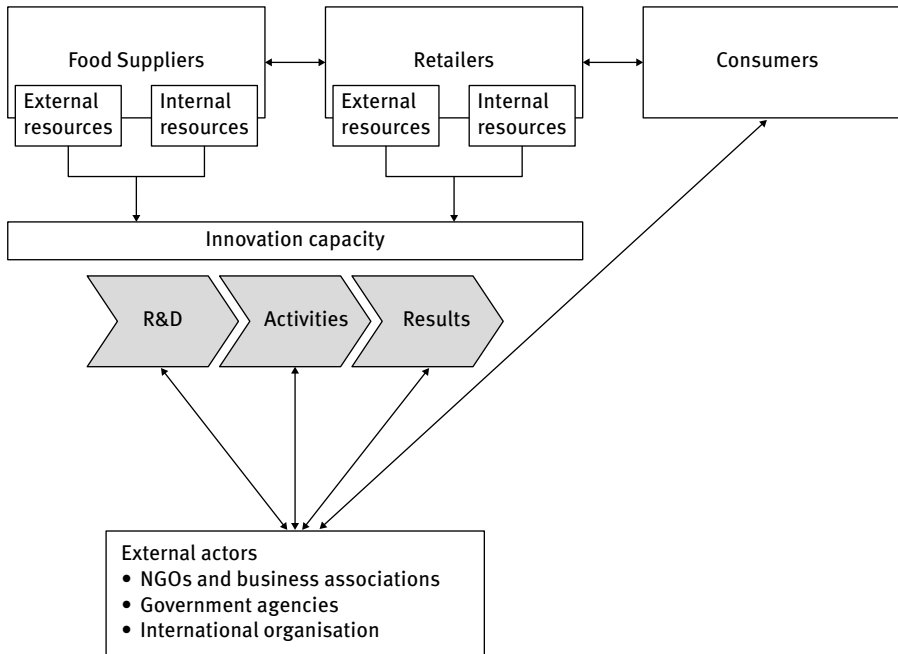 Food Suppliers
Retailers
Consumers
External
resources
Internal
resources
External
resources
Internal
resources
Innovation capacity
R&D
Activities
Results
External actors
• NGOs and business associations
• Government agencies
• International organisation